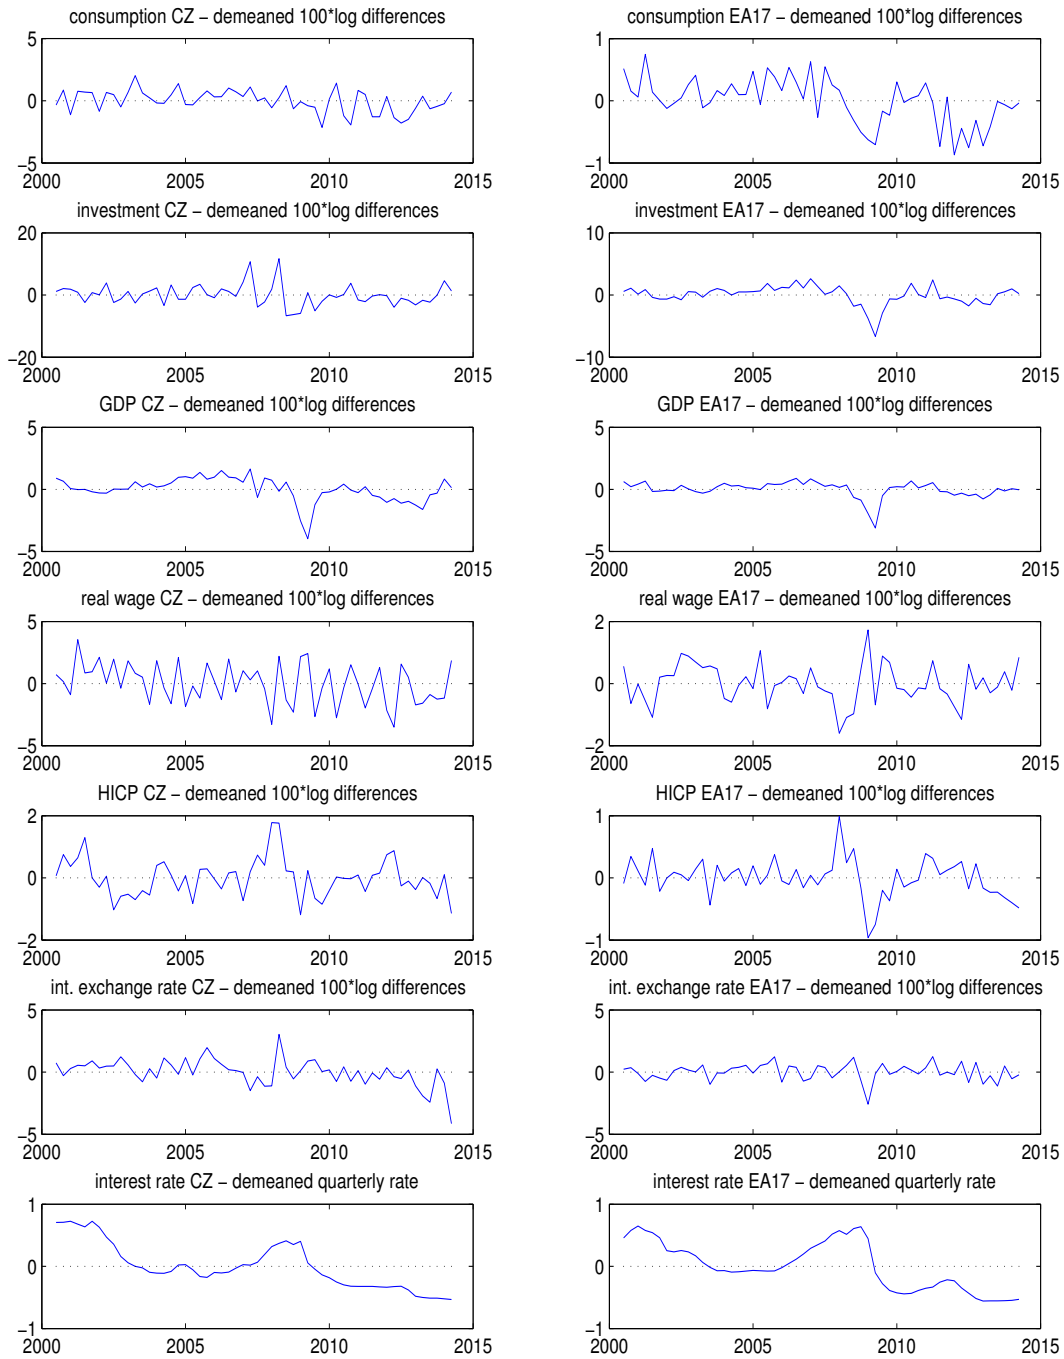 consumption CZ − demeaned 100*log differences
5
0
−5
2000 2005 2010 2015
consumption EA17 − demeaned 100*log differences
1
0
−1
2000 2005 2010 2015
investment CZ − demeaned 100*log differences
20
0
−20
2000 2005 2010 2015
investment EA17 − demeaned 100*log differences
10
0
−10
2000 2005 2010 2015
GDP CZ − demeaned 100*log differences
5
0
−5
2000 2005 2010 2015
GDP EA17 − demeaned 100*log differences
5
0
−5
2000 2005 2010 2015
real wage CZ − demeaned 100*log differences
5
0
−5
2000 2005 2010 2015
real wage EA17 − demeaned 100*log differences
2
0
−2
2000 2005 2010 2015
HICP CZ − demeaned 100*log differences
2
0
−2
2000 2005 2010 2015
HICP EA17 − demeaned 100*log differences
1
0
−1
2000 2005 2010 2015
int. exchange rate CZ − demeaned 100*log differences
5
0
−5
2000 2005 2010 2015
int. exchange rate EA17 − demeaned 100*log differences
5
0
−5
2000 2005 2010 2015
interest rate CZ − demeaned quarterly rate
1
0
−1
2000 2005 2010 2015
interest rate EA17 − demeaned quarterly rate
1
0
−1
2000 2005 2010 2015